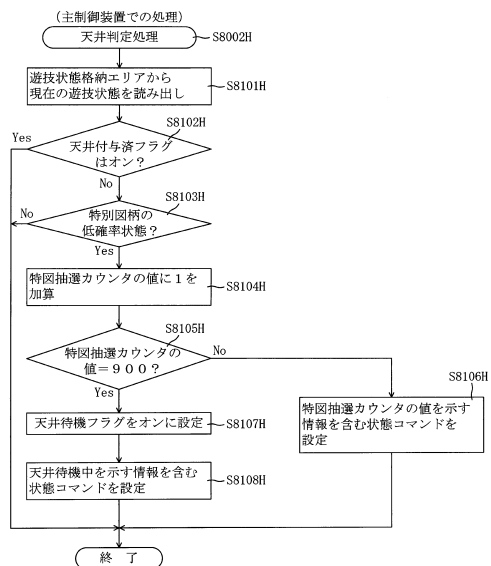 (主制御装置での処理)
天井判定処理
S8002H
遊技状態格納エリアから
現在の遊技状態を読み出し
S8101H
S8102H
Yes
天井付与済フラグ
はオン?
No
S8103H
No
特別図柄の
低確率状態?
Yes
特図抽選カウンタの値に1を
加算
S8104H
S8105H
特図抽選カウンタの
値=900?
No
Yes
S8106H
特図抽選カウンタの値を示す
情報を含む状態コマンドを
設定
天井待機フラグをオンに設定
S8107H
天井待機中を示す情報を含む
状態コマンドを設定
S8108H
終 了